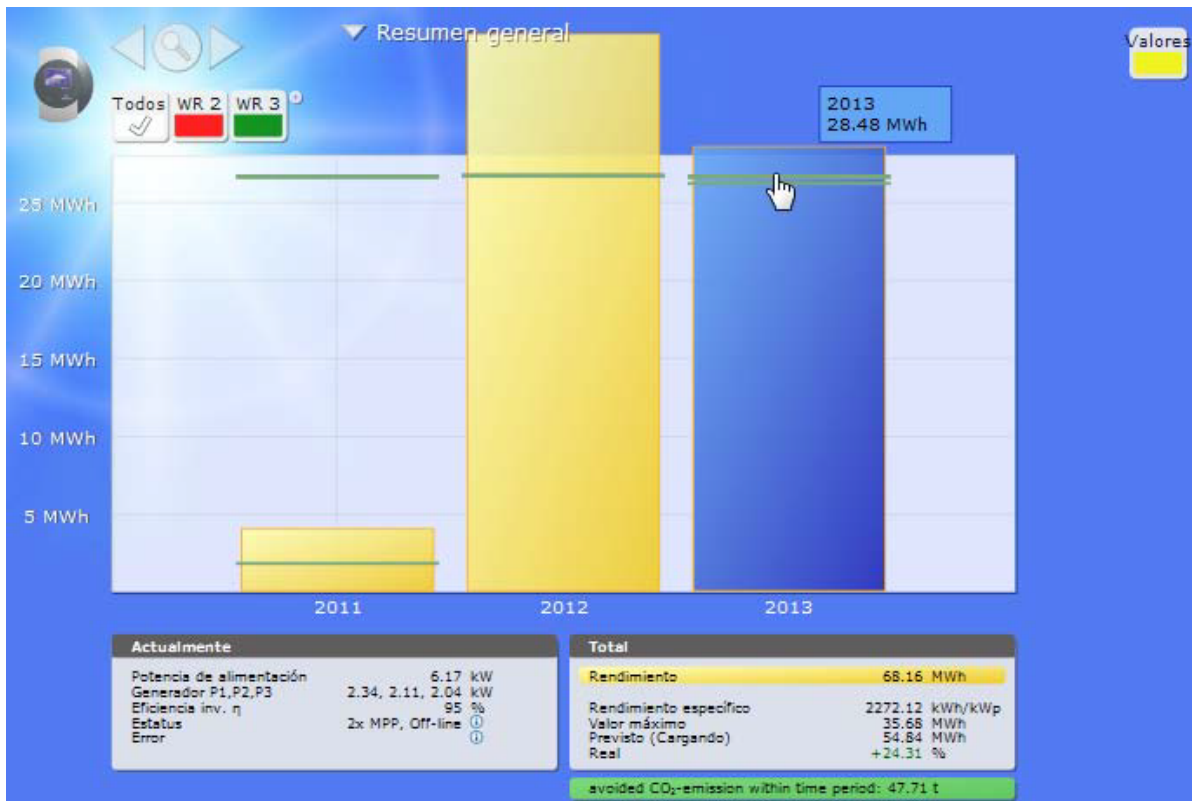 Resumen general
Valores
Todos WR 2 WR 3
2013
28.48 MWh
25 MWh
20 MWh
15 MWh
10 MWh
5 MWh
2011 2012 2013
Actualmente
Potencia de alimentación 6.17 kW
Generador P1,P2,P3 2.34, 2.11, 2.04 kW
Eficiencia inv. η 95 %
Estatus 2x MPP, Off-line
Error
Total
Rendimiento 68.16 MWh
Rendimiento específico 2272.12 kWh/kWp
Valor máximo 35.68 MWh
Previsto (Cargando) 54.84 MWh
Real +24.31 %
avoided CO₂-emission within time period: 47.71 t